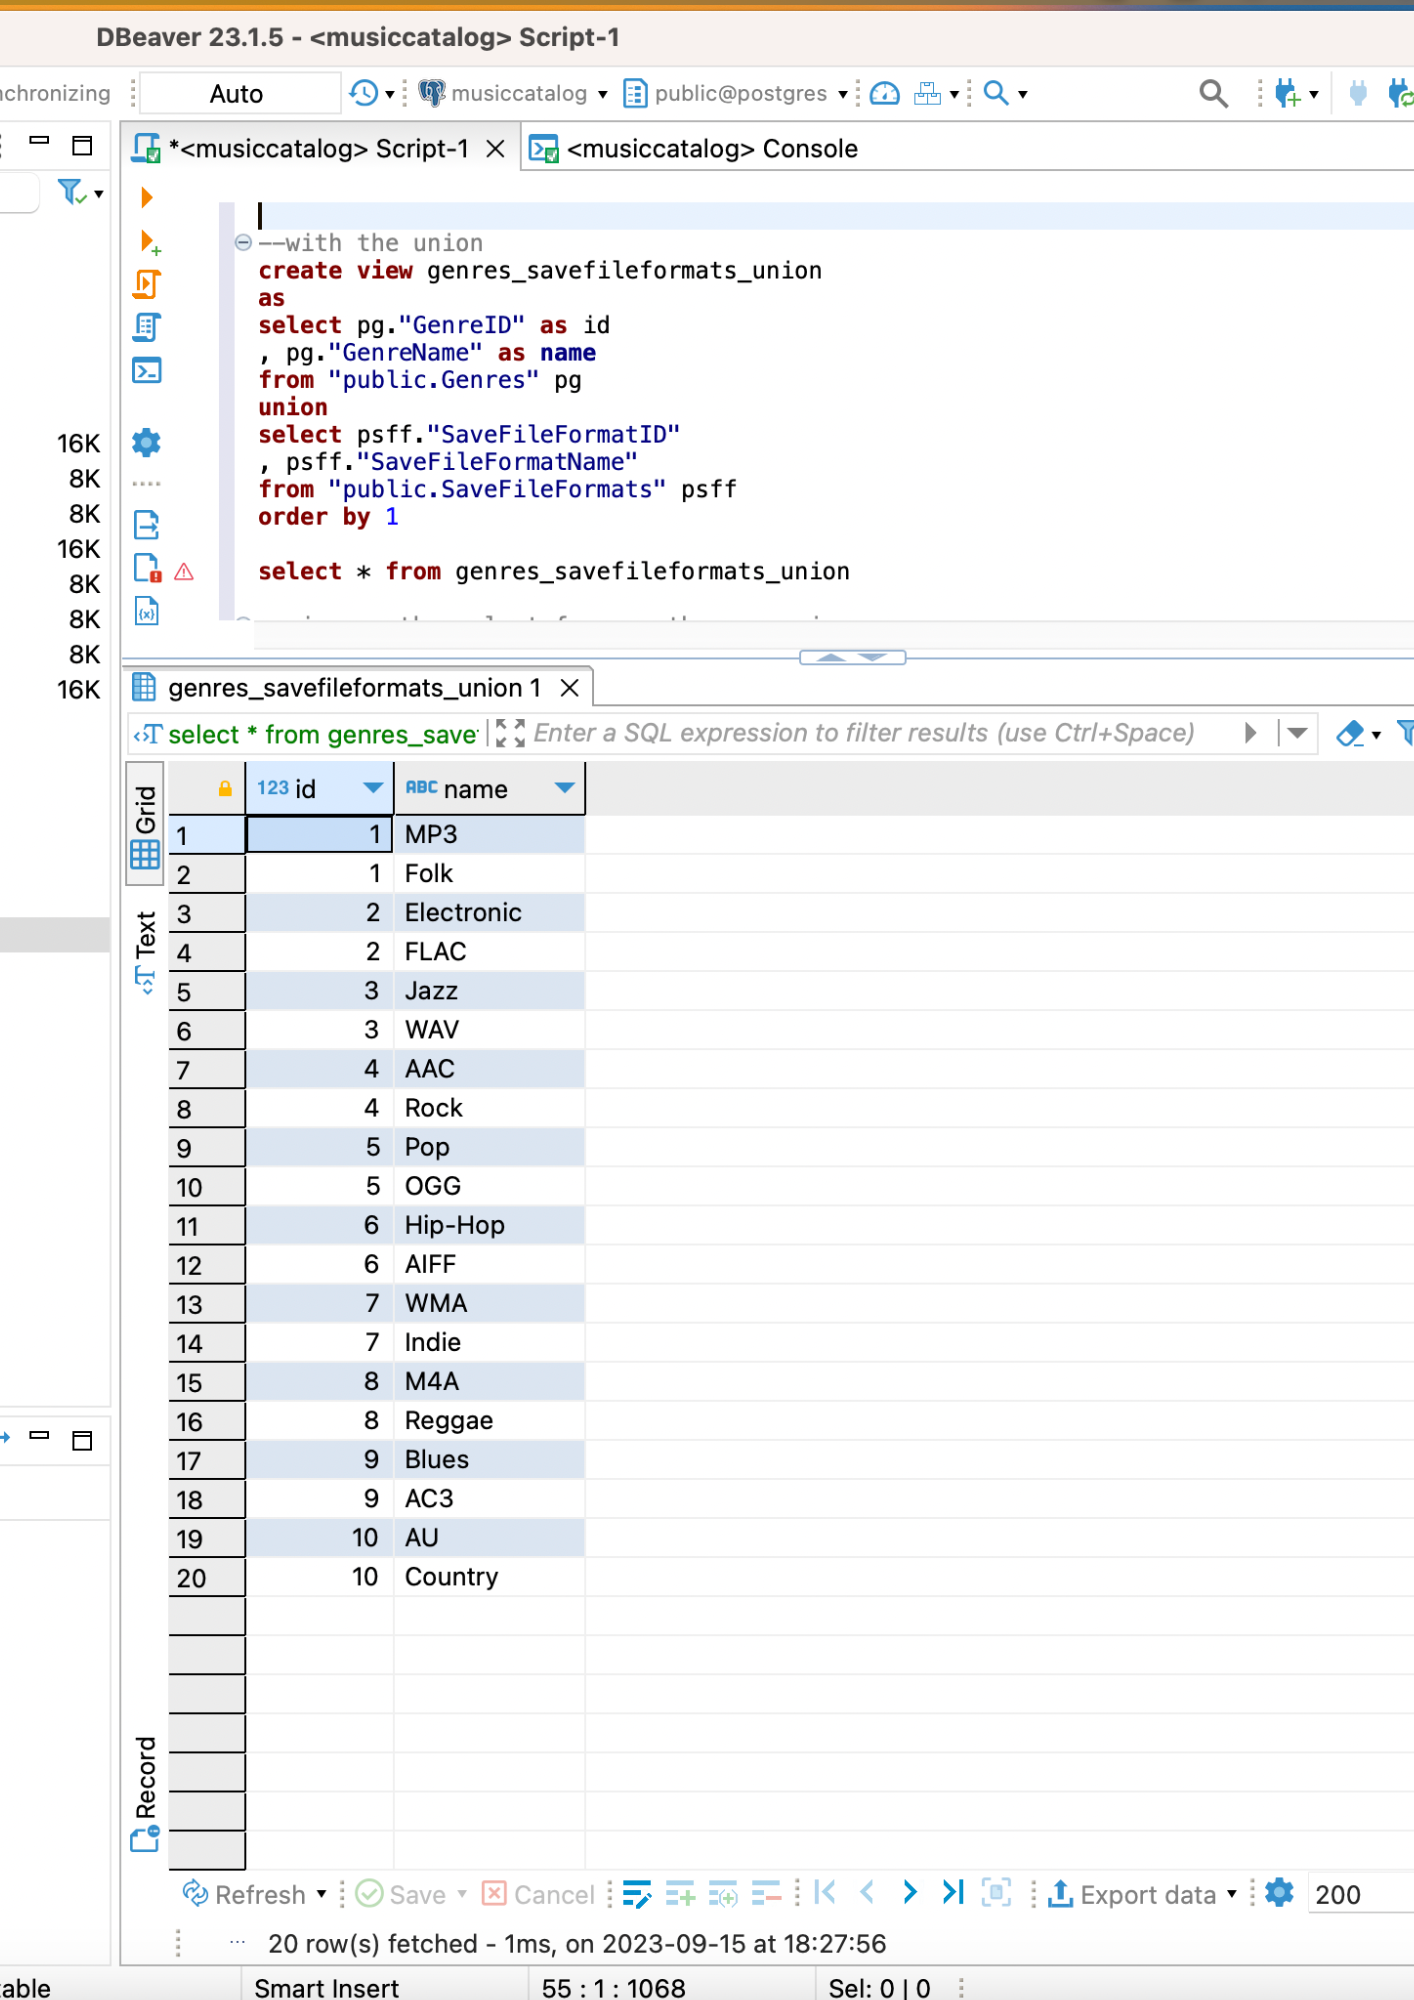 DBeaver 23.1.5 - <musiccatalog> Script-1
Auto
musiccatalog
public@postgres
*<musiccatalog> Script-1
<musiccatalog> Console
--with the union
create view genres_savefileformats_union
as
select pg."GenreID" as id
, pg."GenreName" as name
from "public.Genres" pg
union
select psff."SaveFileFormatID"
, psff."SaveFileFormatName"
from "public.SaveFileFormats" psff
order by 1
select * from genres_savefileformats_union
16K
8K
8K
16K
8K
8K
8K
16K
genres_savefileformats_union 1
select * from genres_save
Enter a SQL expression to filter results (use Ctrl+Space)
Grid
Text
Record
123 id
ABC name
1 1 MP3
2 1 Folk
3 2 Electronic
4 2 FLAC
5 3 Jazz
6 3 WAV
7 4 AAC
8 4 Rock
9 5 Pop
10 5 OGG
11 6 Hip-Hop
12 6 AIFF
13 7 WMA
14 7 Indie
15 8 M4A
16 8 Reggae
17 9 Blues
18 9 AC3
19 10 AU
20 10 Country
Refresh
Save
Cancel
Export data
200
20 row(s) fetched - 1ms, on 2023-09-15 at 18:27:56
Smart Insert
55 : 1 : 1068
Sel: 0 | 0